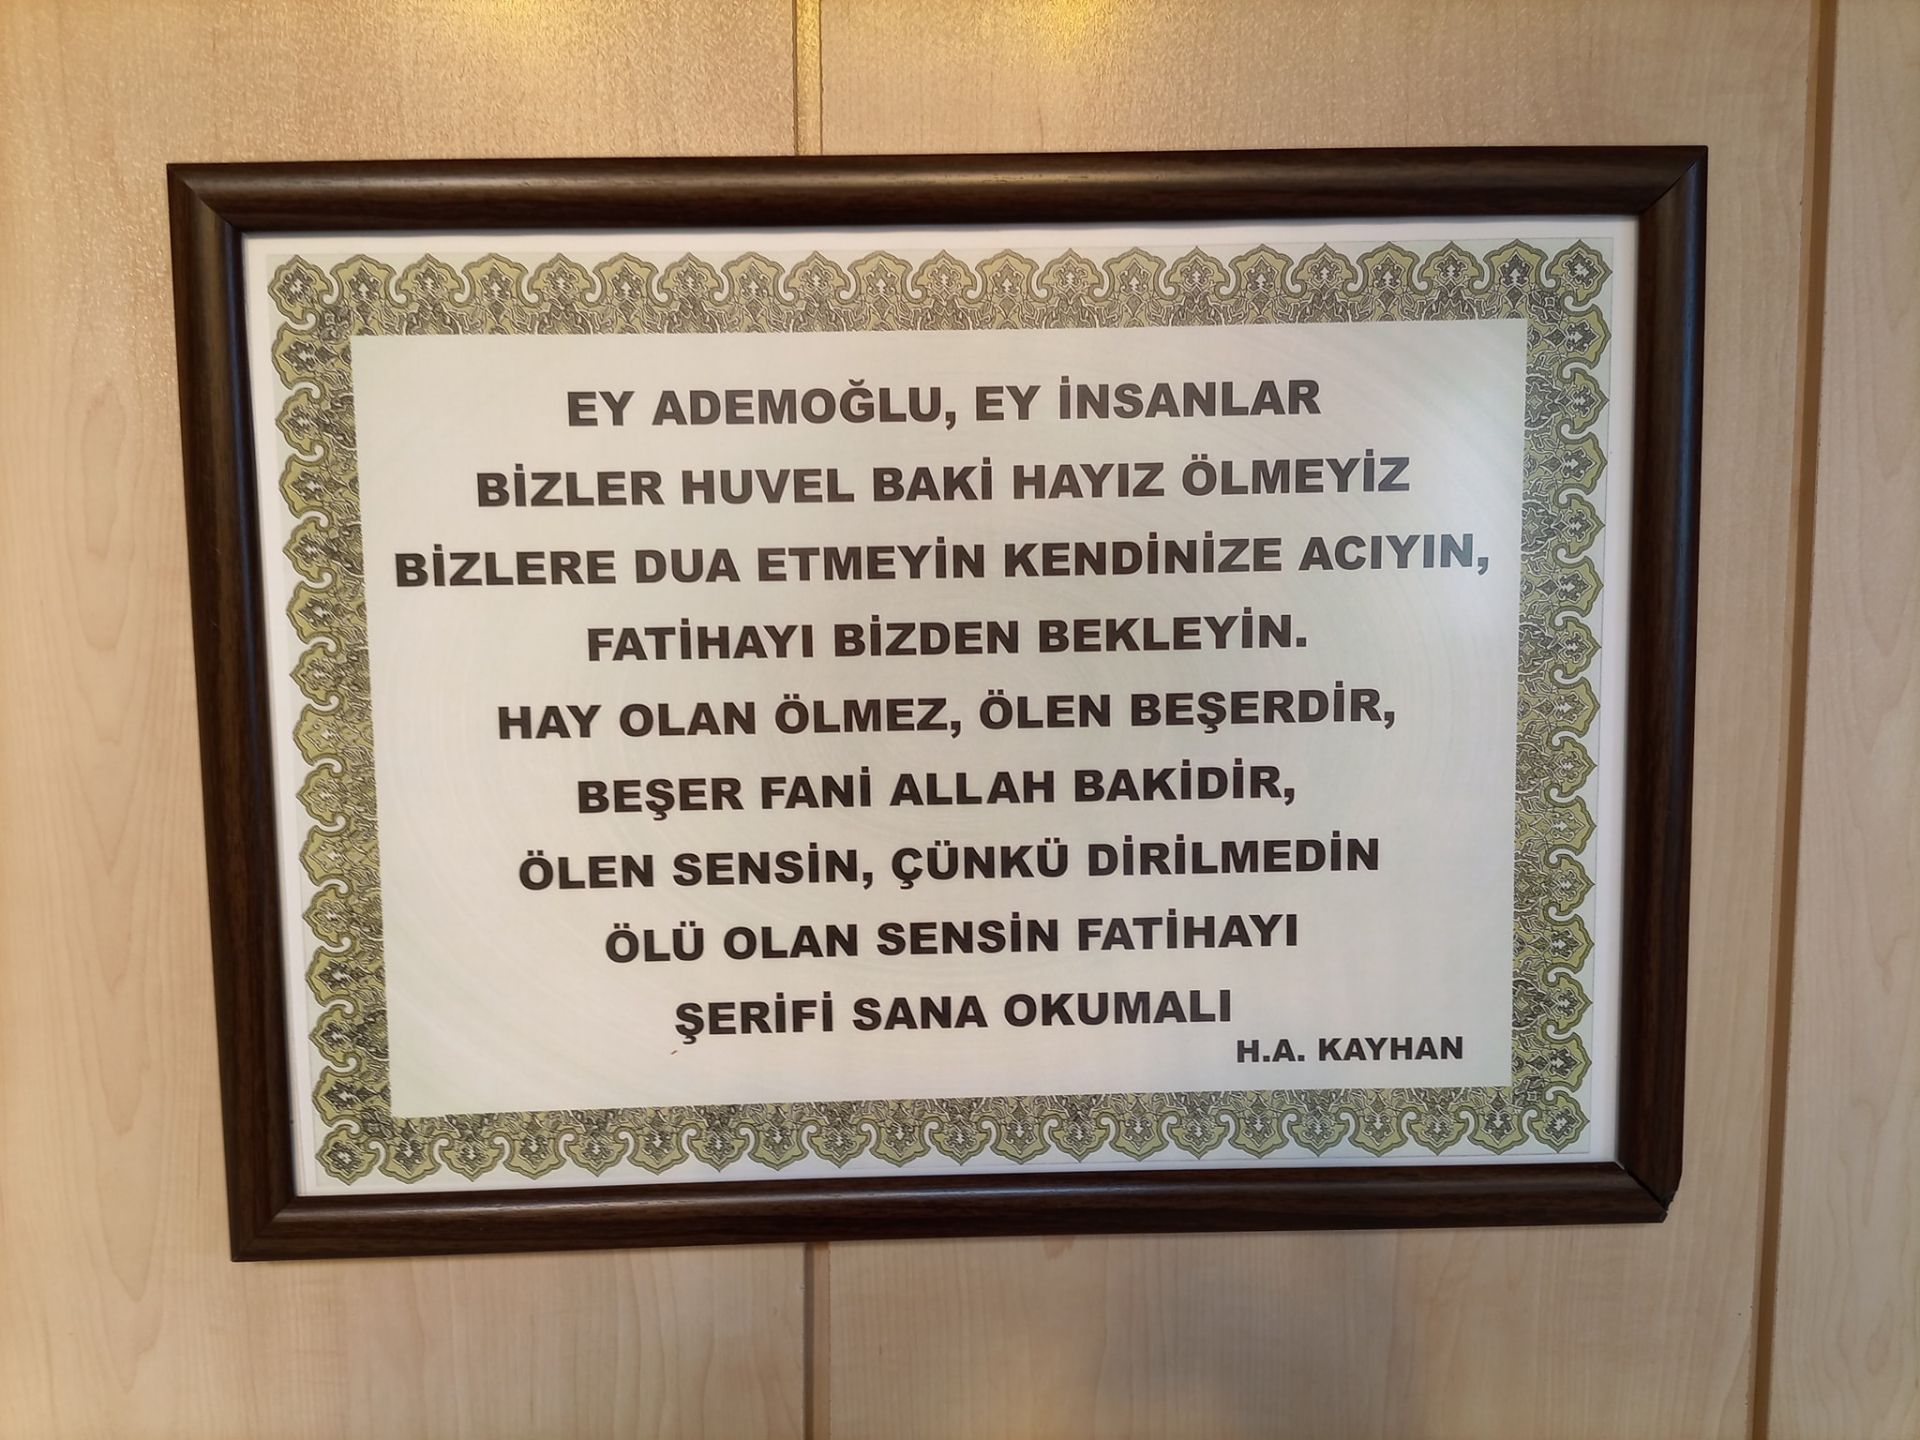 EY ADEMOĞLU, EY İNSANLAR
BİZLER HUVEL BAKİ HAYIZ ÖLMEYİZ
BİZLERE DUA ETMEYİN KENDİNİZE ACIYIN,
FATİHAYI BİZDEN BEKLEYİN.
HAY OLAN ÖLMEZ, ÖLEN BEŞERDİR,
BEŞER FANİ ALLAH BAKİDİR,
ÖLEN SENSİN, ÇÜNKÜ DİRİLMEDİN
ÖLÜ OLAN SENSİN FATİHAYI
ŞERİFİ SANA OKUMALI
H.A. KAYHAN